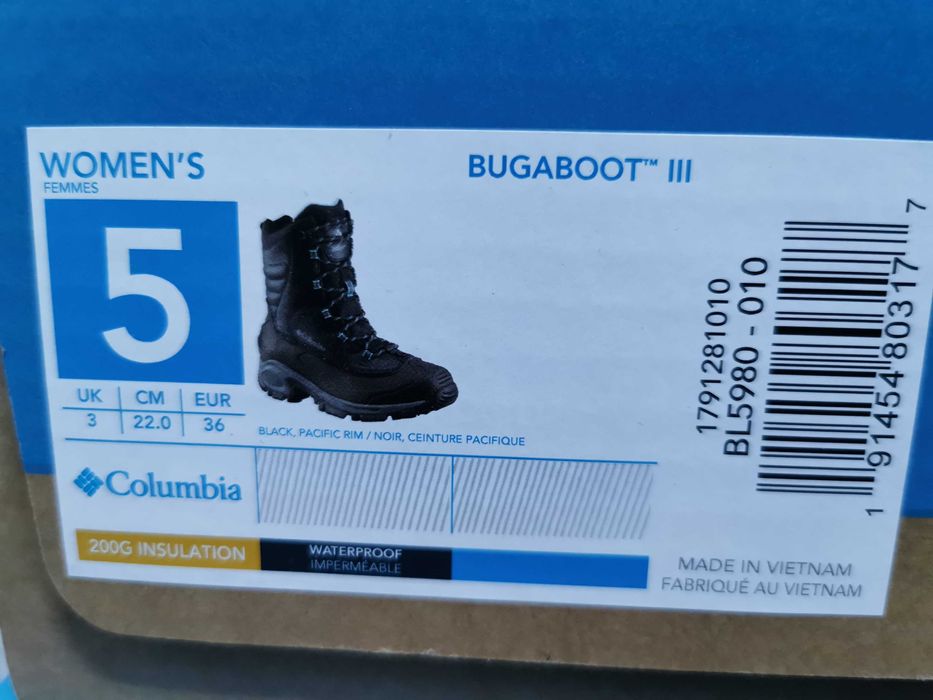 WOMEN'S
FEMMES
BUGABOOT™ III
5
UK CM EUR
3 22.0 36
BLACK, PACIFIC RIM / NOIR, CEINTURE PACIFIQUE
Columbia
200G INSULATION
WATERPROOF
IMPERMÉABLE
1791281010
BL5980 - 010
1 91454 80317 7
MADE IN VIETNAM
FABRIQUÉ AU VIETNAM